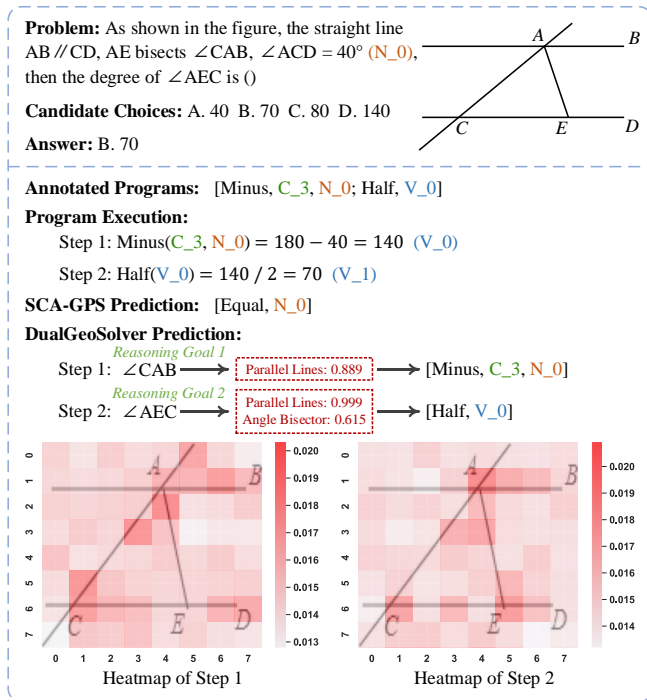 Problem: As shown in the figure, the straight line
AB∥CD, AE bisects ∠CAB, ∠ACD = 40° (N_0),
then the degree of ∠AEC is ()
Candidate Choices: A. 40 B. 70 C. 80 D. 140
Answer: B. 70
A
B
C
E
D
Annotated Programs: [Minus, C_3, N_0; Half, V_0]
Program Execution:
Step 1: Minus(C_3, N_0) = 180 − 40 = 140 (V_0)
Step 2: Half(V_0) = 140 / 2 = 70 (V_1)
SCA-GPS Prediction: [Equal, N_0]
DualGeoSolver Prediction:
Reasoning Goal 1
Step 1: ∠CAB Parallel Lines: 0.889 [Minus, C_3, N_0]
Reasoning Goal 2
Step 2: ∠AEC Parallel Lines: 0.999 Angle Bisector: 0.615 [Half, V_0]
0 1 2 3 4 5 6 7
A
B
C
E
D
0 1 2 3 4 5 6 7
0.020
0.019
0.018
0.017
0.016
0.015
0.014
0.013
Heatmap of Step 1
0 1 2 3 4 5 6 7
A
B
C
E
D
0 1 2 3 4 5 6 7
0.020
0.019
0.018
0.017
0.016
0.015
0.014
Heatmap of Step 2